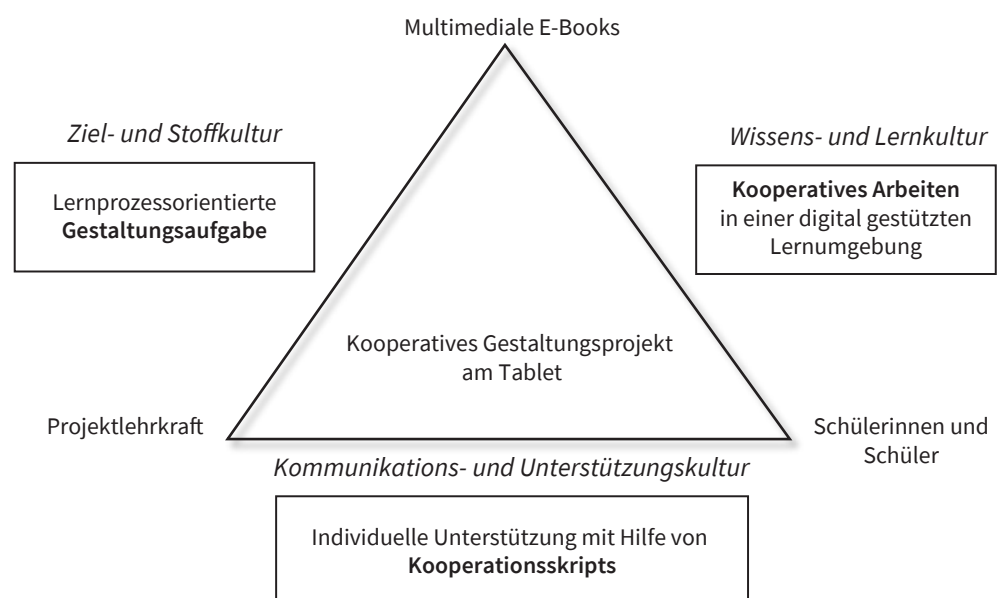 Multimediale E-Books
Ziel- und Stoffkultur
Lernprozessorientierte
Gestaltungsaufgabe
Wissens- und Lernkultur
Kooperatives Arbeiten
in einer digital gestützten
Lernumgebung
Kooperatives Gestaltungsprojekt
am Tablet
Projektlehrkraft
Schülerinnen und
Schüler
Kommunikations- und Unterstützungskultur
Individuelle Unterstützung mit Hilfe von
Kooperationsskripts